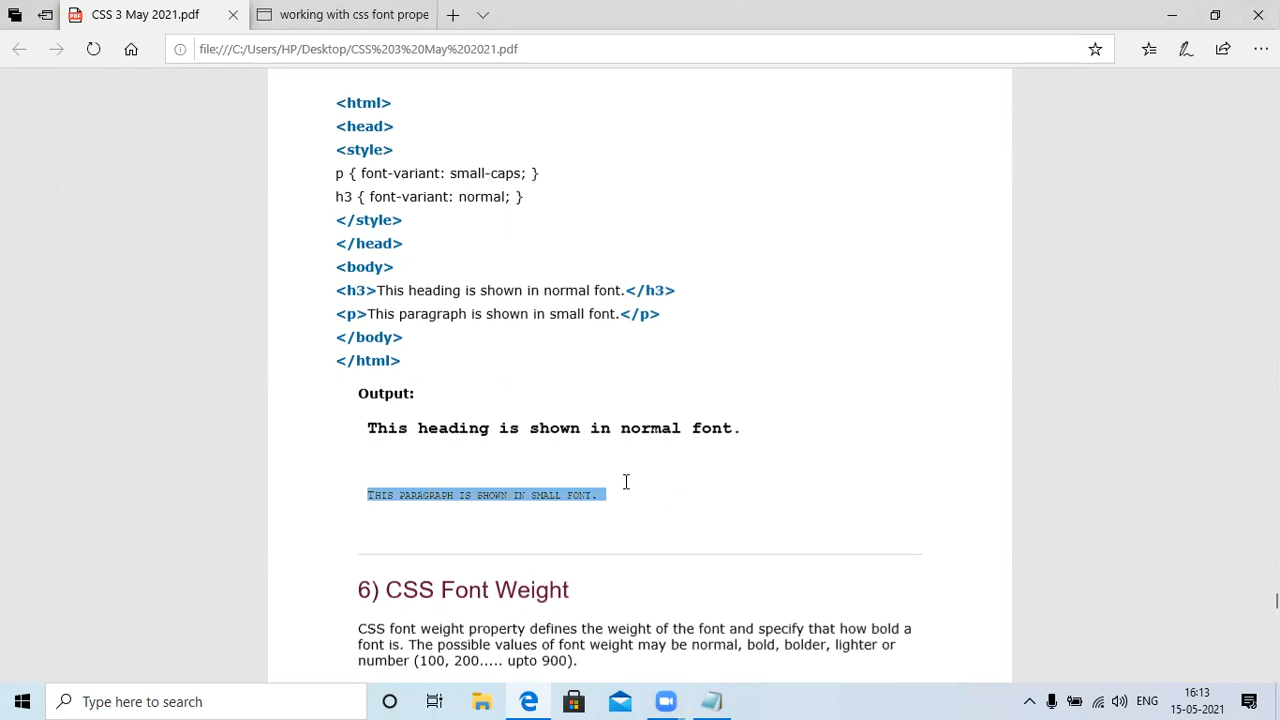 CSS 3 May 2021.pdf
working with css propert
file:///C:/Users/HP/Desktop/CSS%203%20May%202021.pdf
<html>
<head>
<style>
p { font-variant: small-caps; }
h3 { font-variant: normal; }
</style>
</head>
<body>
<h3>This heading is shown in normal font.</h3>
<p>This paragraph is shown in small font.</p>
</body>
</html>
Output:
This heading is shown in normal font.
THIS PARAGRAPH IS SHOWN IN SMALL FONT.
6) CSS Font Weight
CSS font weight property defines the weight of the font and specify that how bold a
font is. The possible values of font weight may be normal, bold, bolder, lighter or
number (100, 200..... upto 900).
Type here to search
ENG
16:13
15-05-2021